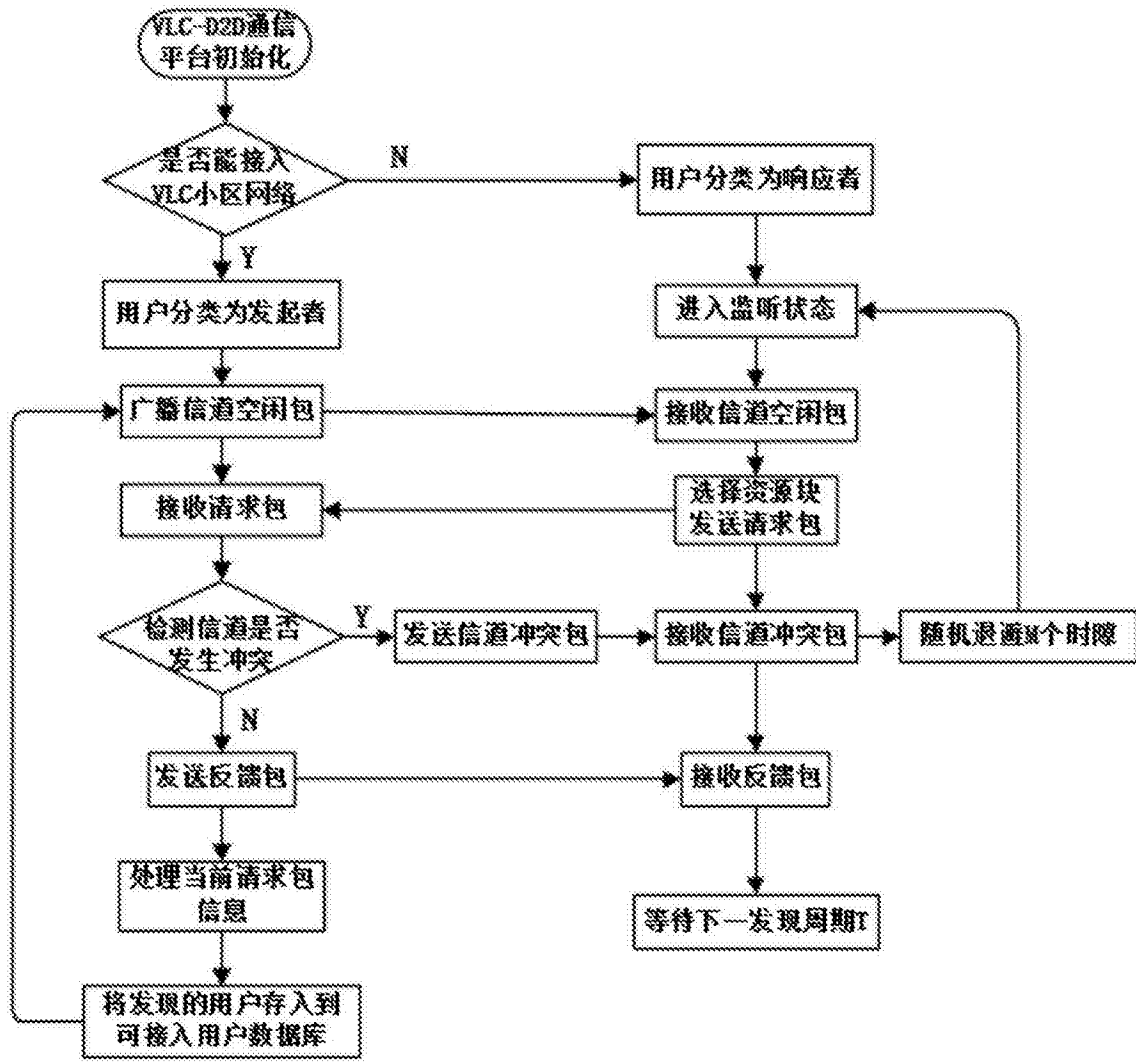 VLC-D2D通信
平台初始化
是否能接入
VLC小区网络
N
用户分类为响应者
Y
用户分类为发起者
进入监听状态
广播信道空闲包
接收信道空闲包
接收请求包
选择资源块
发送请求包
检测信道是否
发生冲突
Y
发送信道冲突包
接收信道冲突包
随机退避M个时隙
N
发送反馈包
接收反馈包
处理当前请求包
信息
等待下一发现周期T
将发现的用户存入到
可接入用户数据库